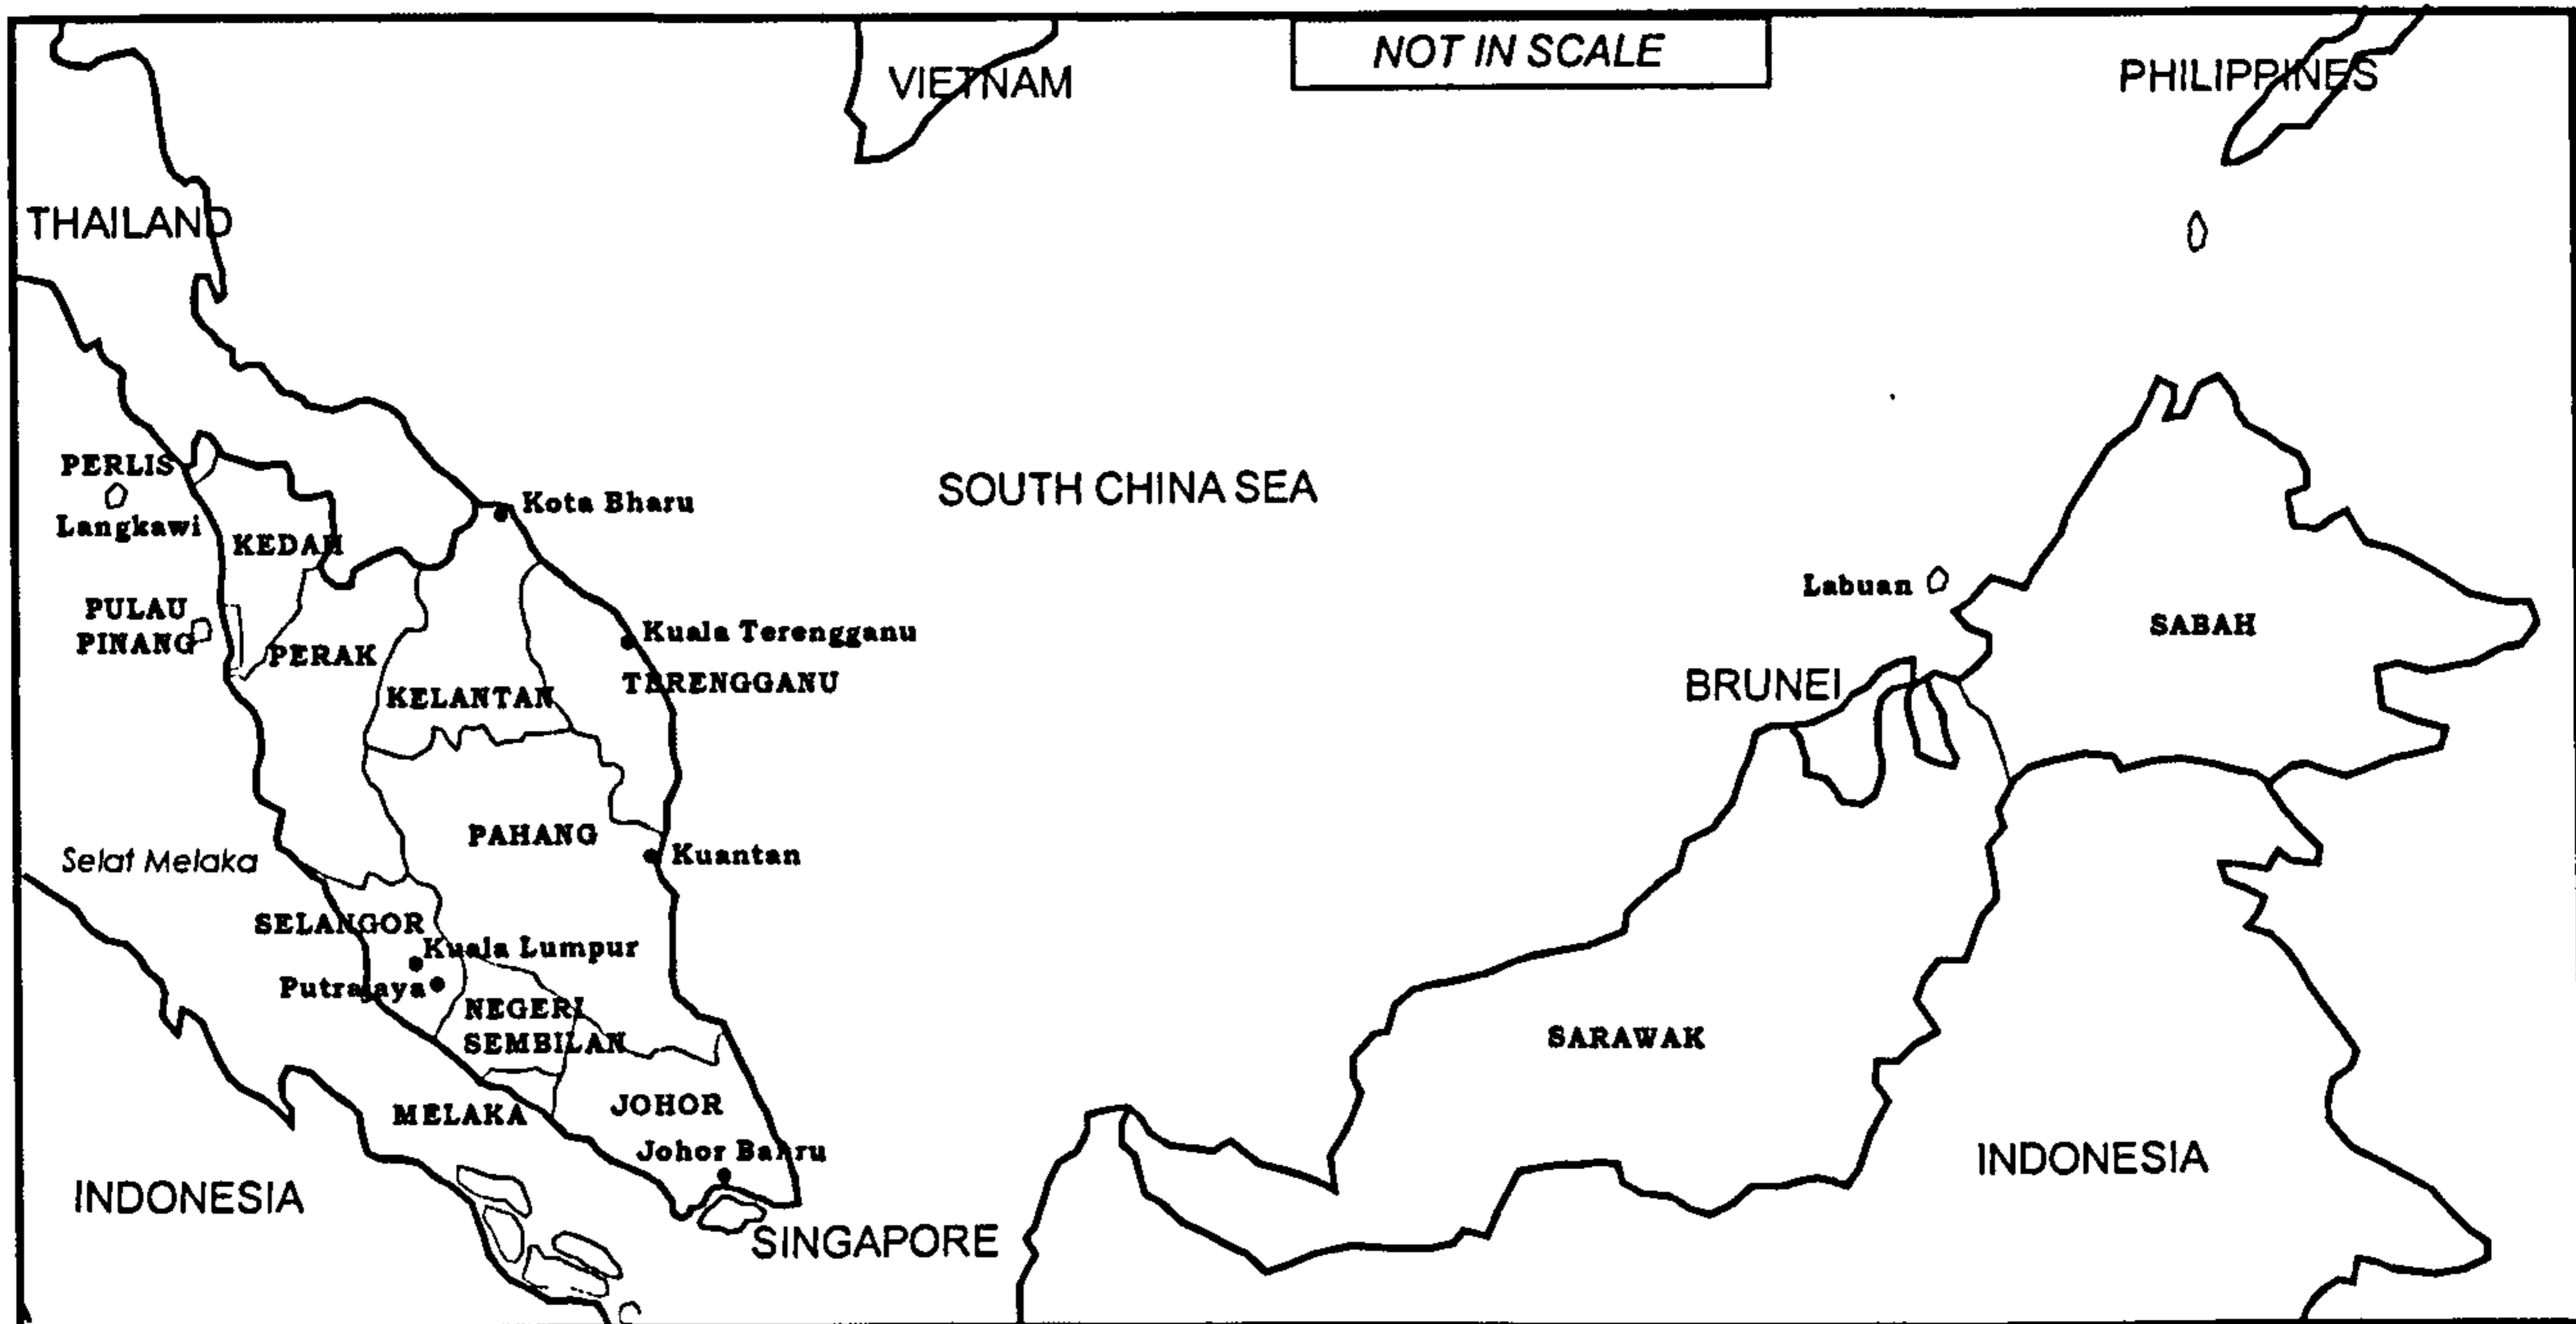 NOT IN SCALE
VIETNAM
PHILIPPINES
THAILAND
PERLIS
Langkawi
Kota Bharu
SOUTH CHINA SEA
KEDAH
Labuan
PULAU
PINANG
PERAK
Kuala Terengganu
TERENGGANU
SABAH
KELANTAN
BRUNEI
PAHANG
Kuantan
Selat Melaka
SELANGOR
Kuala Lumpur
Putrajaya
NEGERI
SEMBILAN
SARAWAK
MELAKA
JOHOR
Johor Bahru
INDONESIA
INDONESIA
SINGAPORE